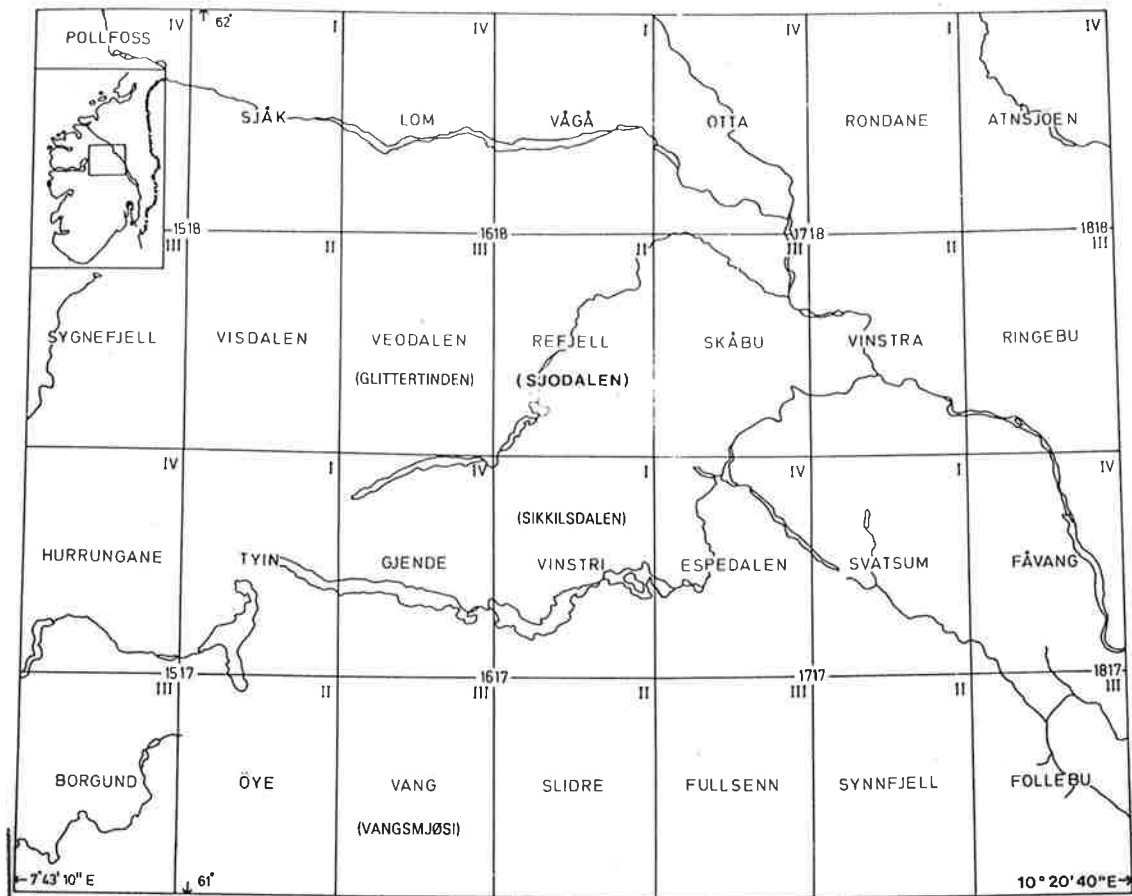 IV 62° I IV I IV I IV
POLLFOSS
SJÅK LOM VÅGÅ OTTA RONDANE ATNSJOEN
1518 1618 1718 1818
III II III II III II III
SYGNEFJELL VISDALEN VEODALEN REFJELL SKÅBU VINSTRA RINGEBU
(GLITTERTINDEN) (SJODALEN)
IV I IV I IV I IV
(SIKKILSDALEN)
HURRUNGANE TYIN GJENDE VINSTRI ESPEDALEN SVATSUM FÅVANG
1517 1617 1717 1817
III II III II III II III
BORGUND ÖYE VANG SLIDRE FULLSENN SYNNFJELL FOLLEBU
(VANGSMJØSI)
7°43'10" E 61° 10°20'40"E